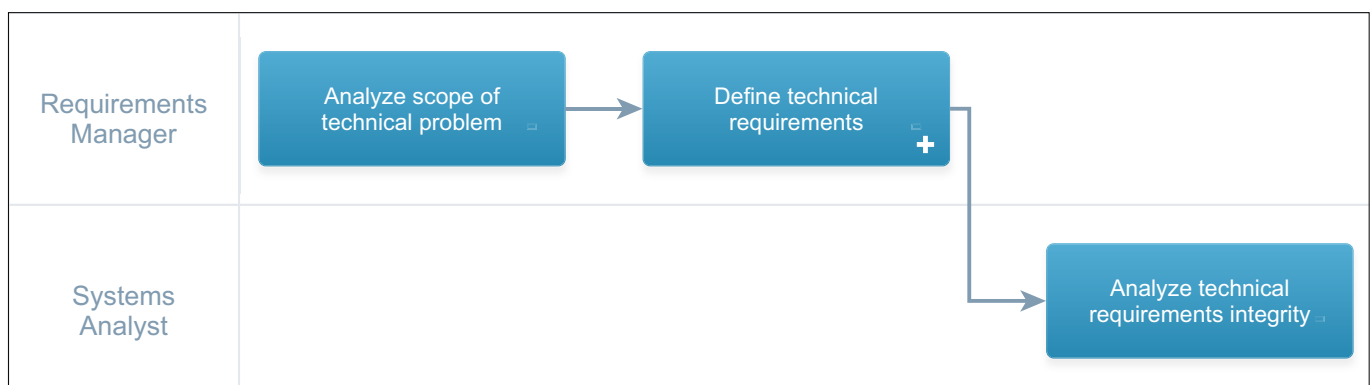 Requirements
Manager
Analyze scope of
technical problem
Define technical
requirements
Systems
Analyst
Analyze technical
requirements integrity